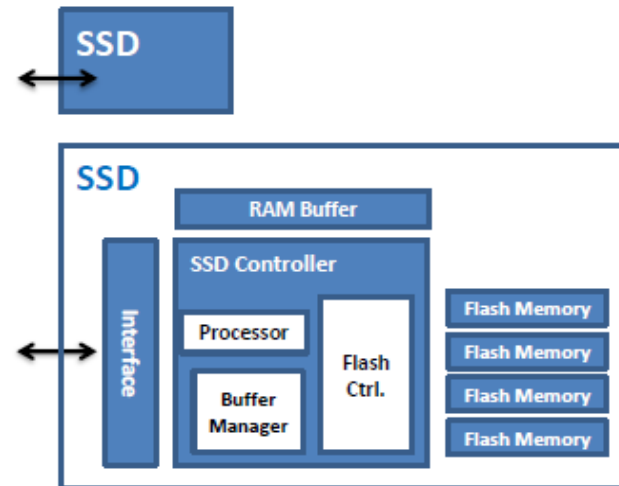 SSD
SSD
RAM Buffer
Interface
SSD Controller
Processor
Buffer
Manager
Flash
Ctrl.
Flash Memory
Flash Memory
Flash Memory
Flash Memory